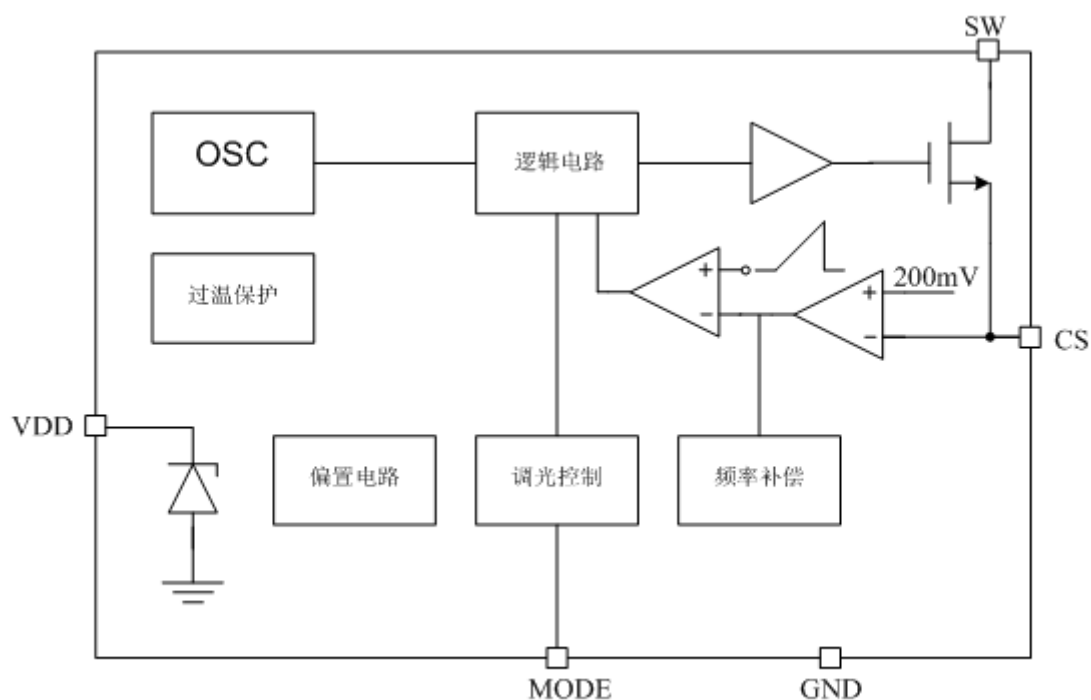 SW
OSC
逻辑电路
+
-
200mV
+
-
过温保护
CS
VDD
偏置电路
调光控制
频率补偿
MODE
GND